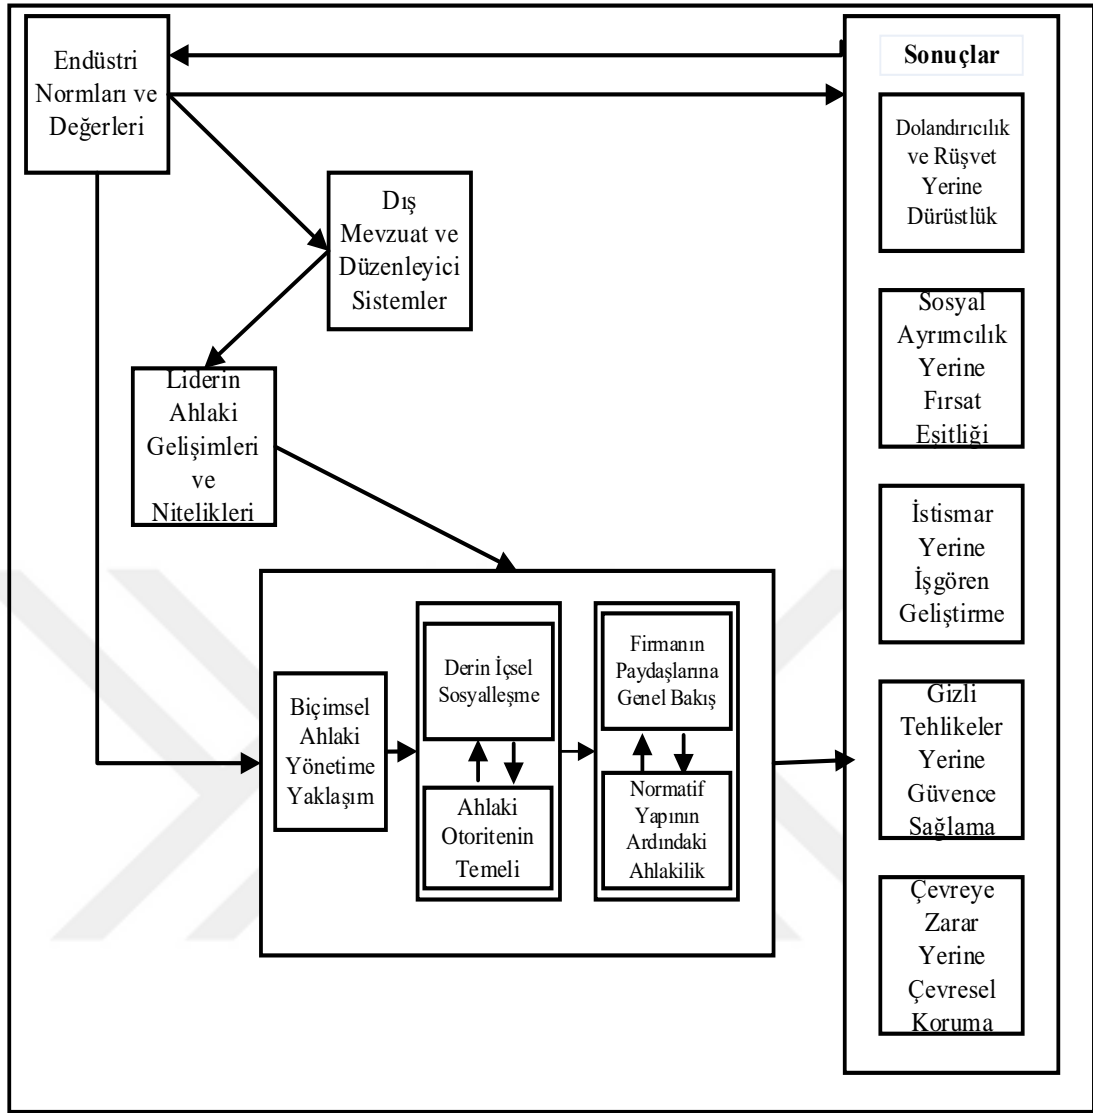 Endüstri
Normları ve
Değerleri
Dış
Mevzuat ve
Düzenleyici
Sistemler
Liderin
Ahlaki
Gelişimleri
ve
Nitelikleri
Biçimsel
Ahlaki
Yönetime
Yaklaşım
Derin İçsel
Sosyalleşme
Ahlaki
Otoritenin
Temeli
Firmanın
Paydaşlarına
Genel Bakış
Normatif
Yapının
Ardındaki
Ahlakilik
Sonuçlar
Dolandırıcılık
ve Rüşvet
Yerine
Dürüstlük
Sosyal
Ayrımcılık
Yerine
Fırsat
Eşitliği
İstismar
Yerine
İşgören
Geliştirme
Gizli
Tehlikeler
Yerine
Güvence
Sağlama
Çevreye
Zarar
Yerine
Çevresel
Koruma